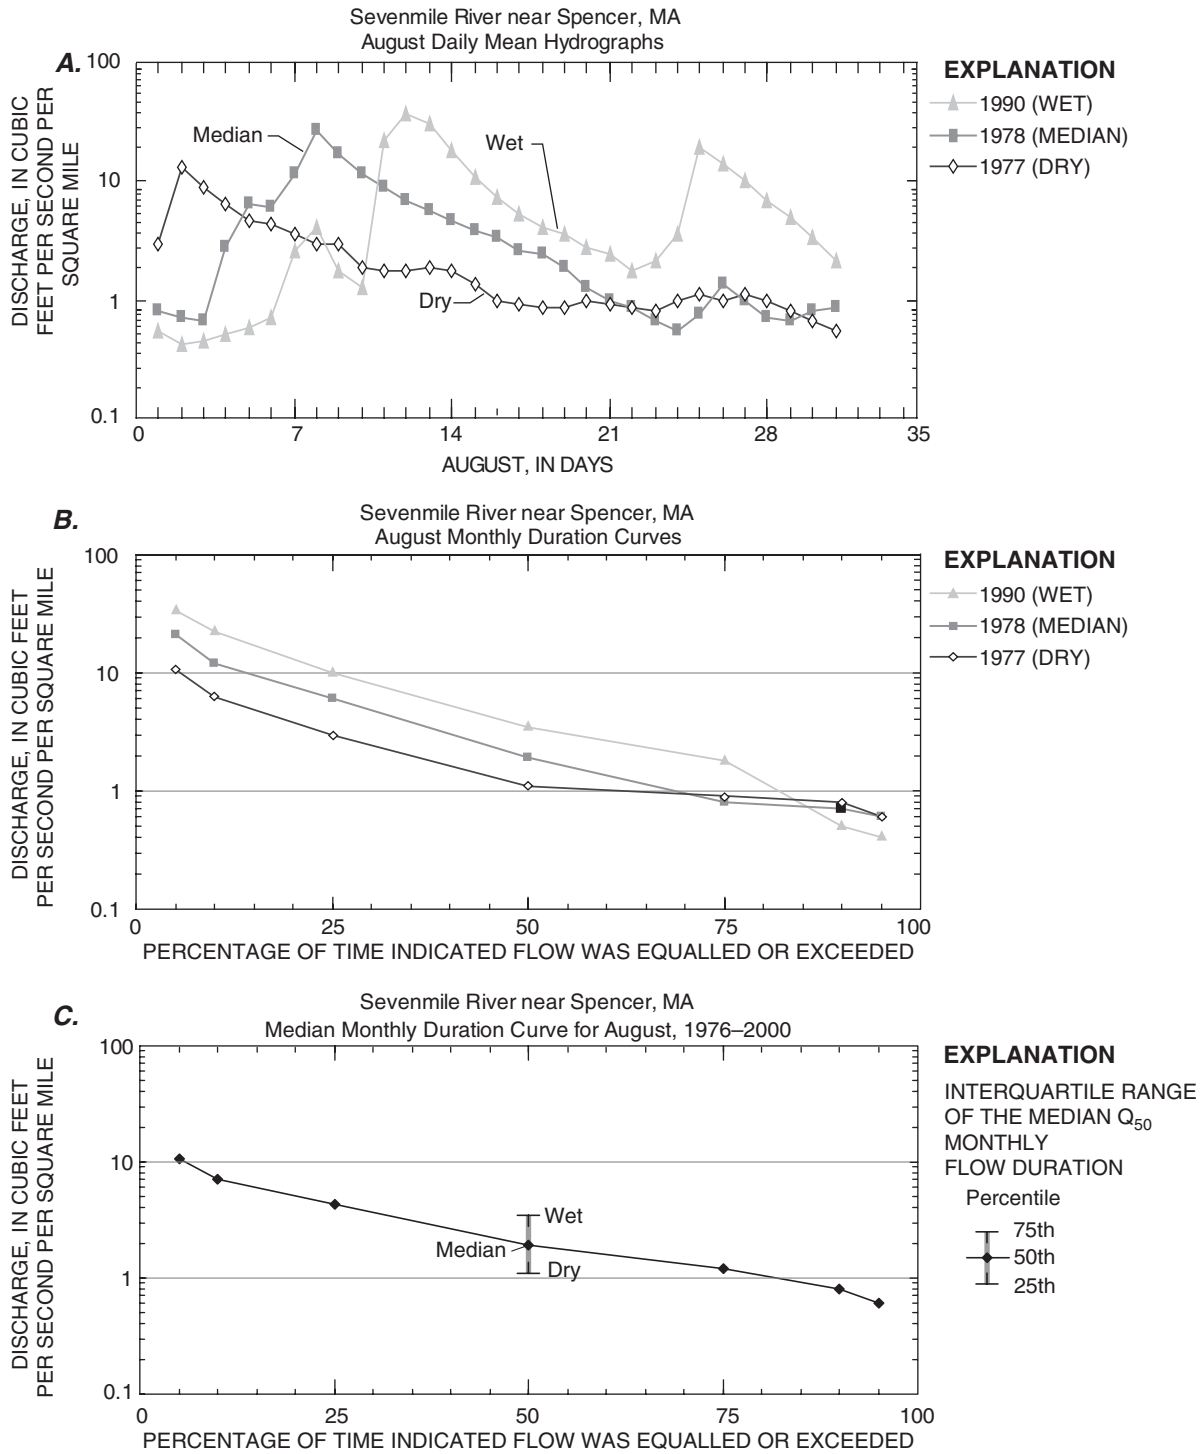 Sevenmile River near Spencer, MA
August Daily Mean Hydrographs
A.
DISCHARGE, IN CUBIC
FEET PER SECOND PER
SQUARE MILE
100
10
1
0.1
Median
Wet
Dry
0 7 14 21 28 35
AUGUST, IN DAYS
EXPLANATION
1990 (WET)
1978 (MEDIAN)
1977 (DRY)
B.
Sevenmile River near Spencer, MA
August Monthly Duration Curves
DISCHARGE, IN CUBIC FEET
PER SECOND PER SQUARE MILE
100
10
1
0.1
0 25 50 75 100
PERCENTAGE OF TIME INDICATED FLOW WAS EQUALLED OR EXCEEDED
EXPLANATION
1990 (WET)
1978 (MEDIAN)
1977 (DRY)
C.
Sevenmile River near Spencer, MA
Median Monthly Duration Curve for August, 1976–2000
DISCHARGE, IN CUBIC FEET
PER SECOND PER SQUARE MILE
100
10
1
0.1
Wet
Median
Dry
0 25 50 75 100
PERCENTAGE OF TIME INDICATED FLOW WAS EQUALLED OR EXCEEDED
EXPLANATION
INTERQUARTILE RANGE
OF THE MEDIAN Q50
MONTHLY
FLOW DURATION
Percentile
75th
50th
25th